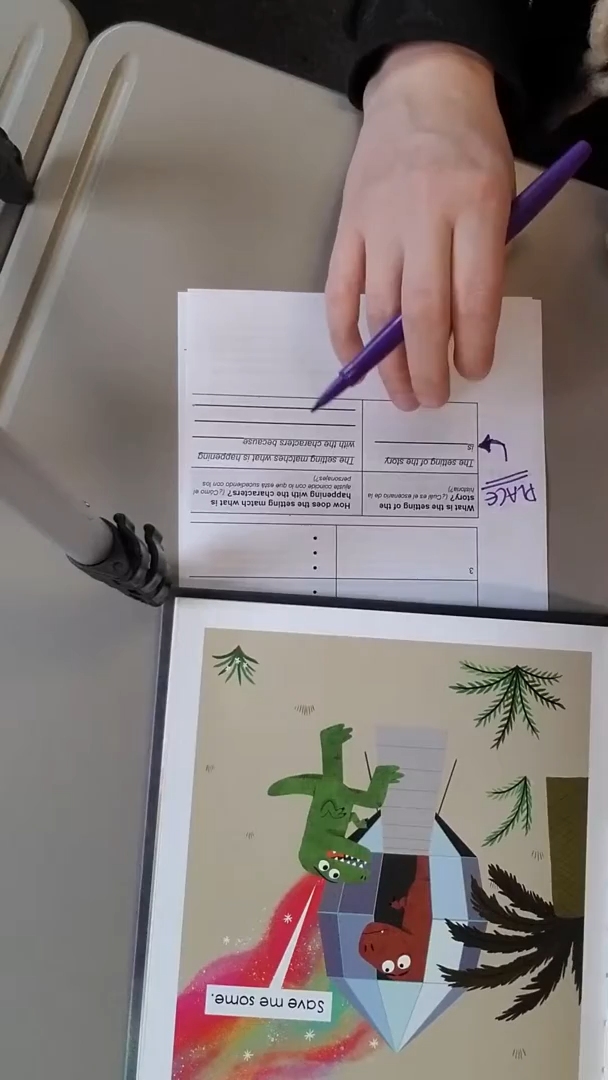 3
What is the setting of the
story? (¿Cuál es el escenario de la
historia?)
How does the setting match what is
happening with the characters? (¿Cómo el
ajuste coincide con lo que está sucediendo con los
personajes?)
PLACE
The setting of the story
is
The setting matches what is happening
with the characters because
Save me some.